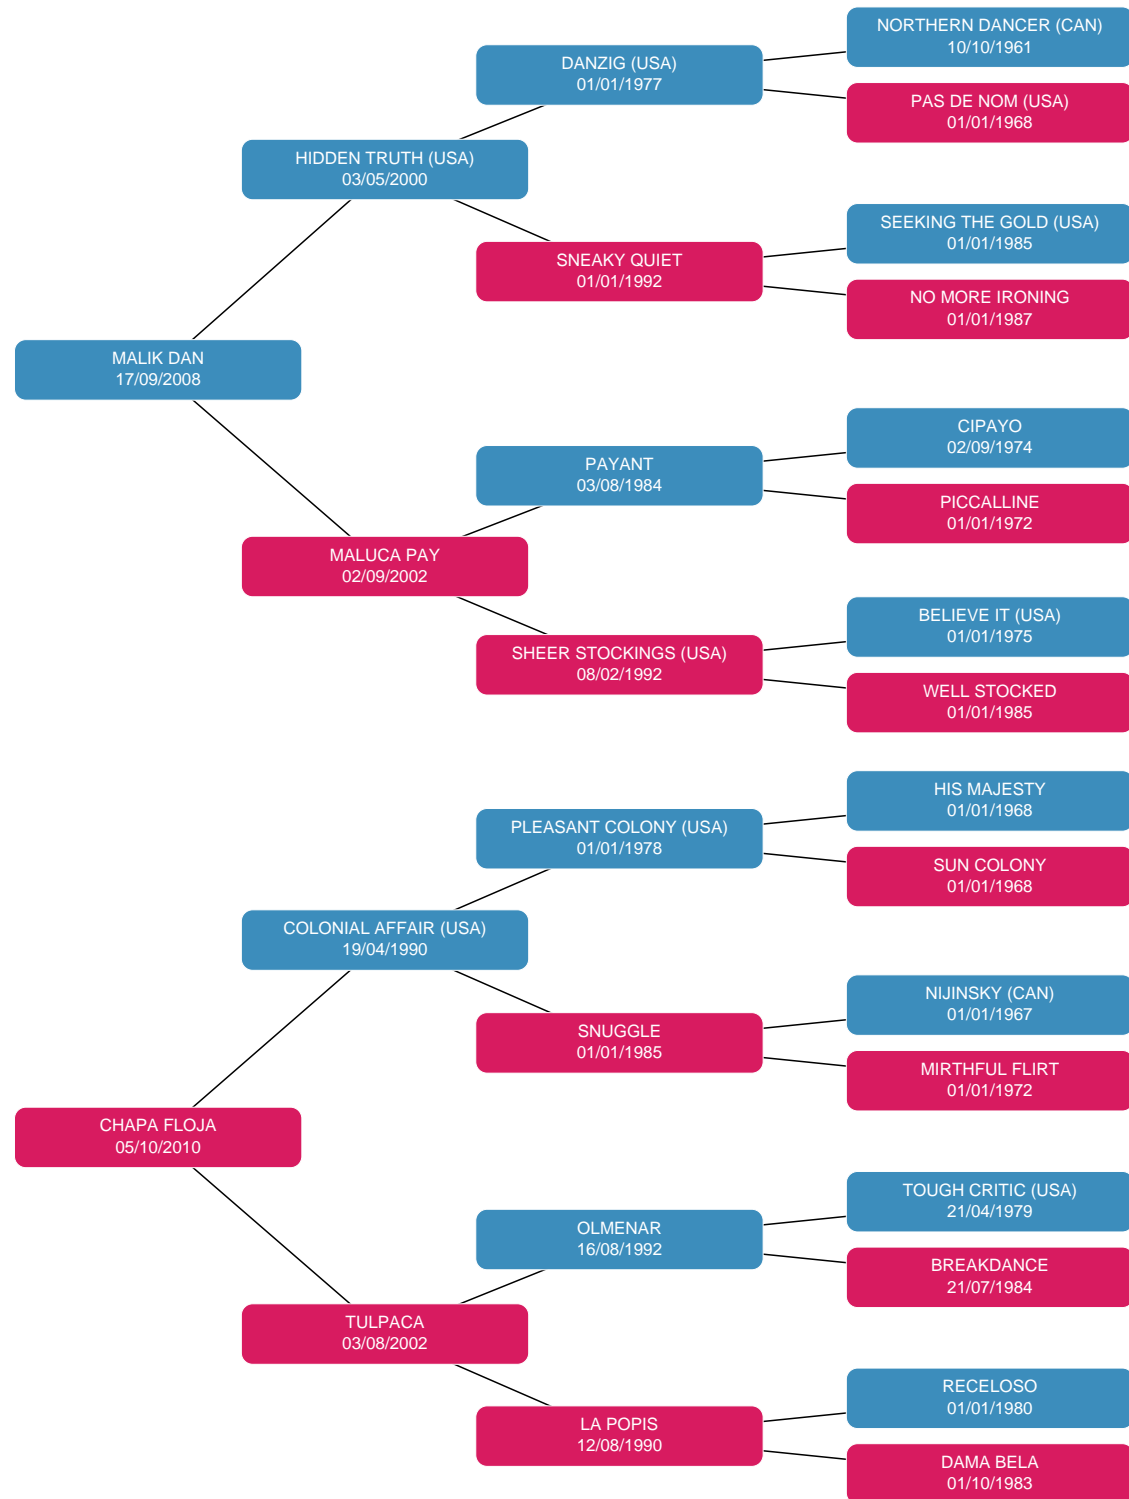 NORTHERN DANCER (CAN)
10/10/1961
DANZIG (USA)
01/01/1977
PAS DE NOM (USA)
01/01/1968
HIDDEN TRUTH (USA)
03/05/2000
SEEKING THE GOLD (USA)
01/01/1985
SNEAKY QUIET
01/01/1992
NO MORE IRONING
01/01/1987
MALIK DAN
17/09/2008
CIPAYO
02/09/1974
PAYANT
03/08/1984
PICCALLINE
01/01/1972
MALUCA PAY
02/09/2002
BELIEVE IT (USA)
01/01/1975
SHEER STOCKINGS (USA)
08/02/1992
WELL STOCKED
01/01/1985
HIS MAJESTY
01/01/1968
PLEASANT COLONY (USA)
01/01/1978
SUN COLONY
01/01/1968
COLONIAL AFFAIR (USA)
19/04/1990
NIJINSKY (CAN)
01/01/1967
SNUGGLE
01/01/1985
MIRTHFUL FLIRT
01/01/1972
CHAPA FLOJA
05/10/2010
TOUGH CRITIC (USA)
21/04/1979
OLMENAR
16/08/1992
BREAKDANCE
21/07/1984
TULPACA
03/08/2002
RECELOSO
01/01/1980
LA POPIS
12/08/1990
DAMA BELA
01/10/1983